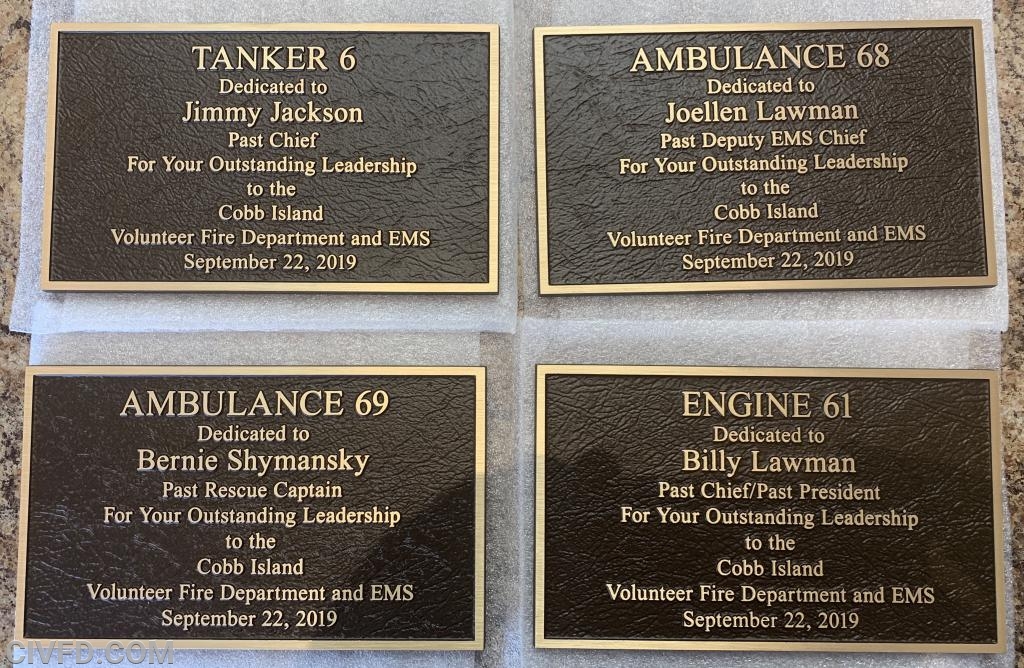 TANKER 6
Dedicated to
Jimmy Jackson
Past Chief
For Your Outstanding Leadership
to the
Cobb Island
Volunteer Fire Department and EMS
September 22, 2019
AMBULANCE 68
Dedicated to
Joellen Lawman
Past Deputy EMS Chief
For Your Outstanding Leadership
to the
Cobb Island
Volunteer Fire Department and EMS
September 22, 2019
AMBULANCE 69
Dedicated to
Bernie Shymansky
Past Rescue Captain
For Your Outstanding Leadership
to the
Cobb Island
Volunteer Fire Department and EMS
September 22, 2019
ENGINE 61
Dedicated to
Billy Lawman
Past Chief/Past President
For Your Outstanding Leadership
to the
Cobb Island
Volunteer Fire Department and EMS
September 22, 2019
CIVFD.COM